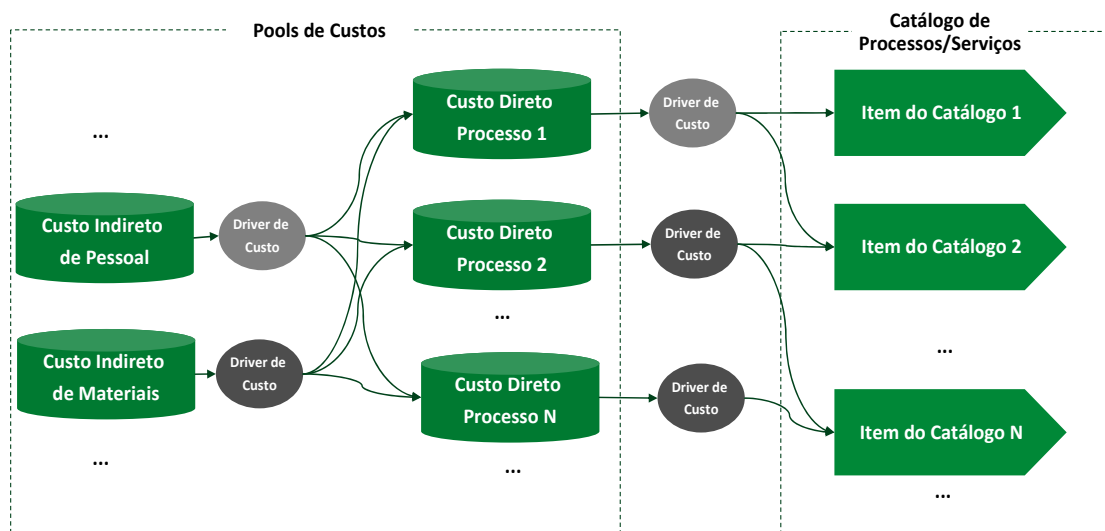 Pools de Custos
Catálogo de
Processos/Serviços
...
Custo Indireto
de Pessoal
Driver de
Custo
Custo Indireto
de Materiais
Driver de
Custo
...
Custo Direto
Processo 1
Custo Direto
Processo 2
...
Custo Direto
Processo N
...
Driver de
Custo
Driver de
Custo
Driver de
Custo
Item do Catálogo 1
Item do Catálogo 2
...
Item do Catálogo N
...